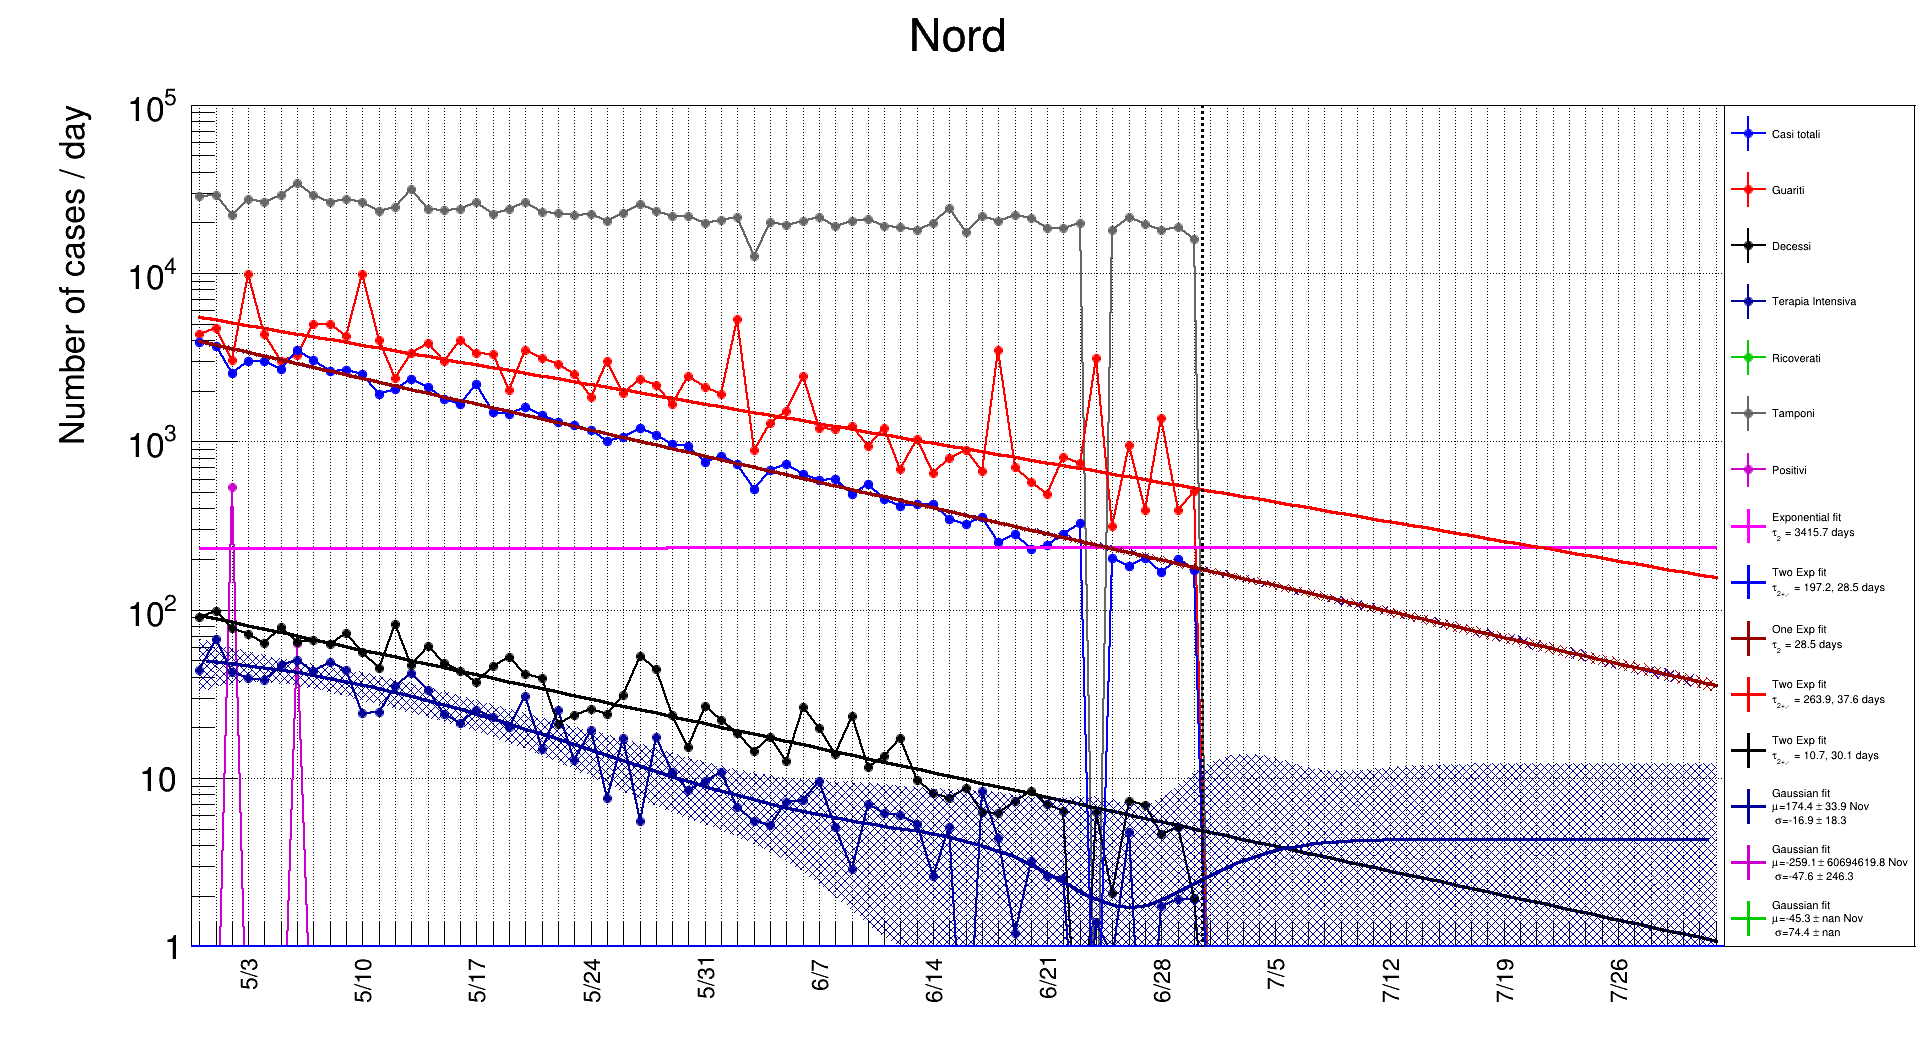 Nord
Number of cases / day
10^5
10^4
10^3
10^2
10
1
5/3
5/10
5/17
5/24
5/31
6/7
6/14
6/21
6/28
7/5
7/12
7/19
7/26
Casi totali
Guariti
Decessi
Terapia Intensiva
Ricoverati
Tamponi
Positivi
Exponential fit
τ2 = 3415.7 days
Two Exp fit
= 197.2, 28.5 days
One Exp fit
τ2 = 28.5 days
Two Exp fit
= 263.9, 37.6 days
Two Exp fit
= 10.7, 30.1 days
Gaussian fit
μ=174.4 ± 33.9 Nov
σ=-16.9 ± 18.3
Gaussian fit
μ=-259.1 ± 60694619.8 Nov
σ=-47.6 ± 246.3
Gaussian fit
μ=-45.3 ± nan Nov
σ=74.4 ± nan